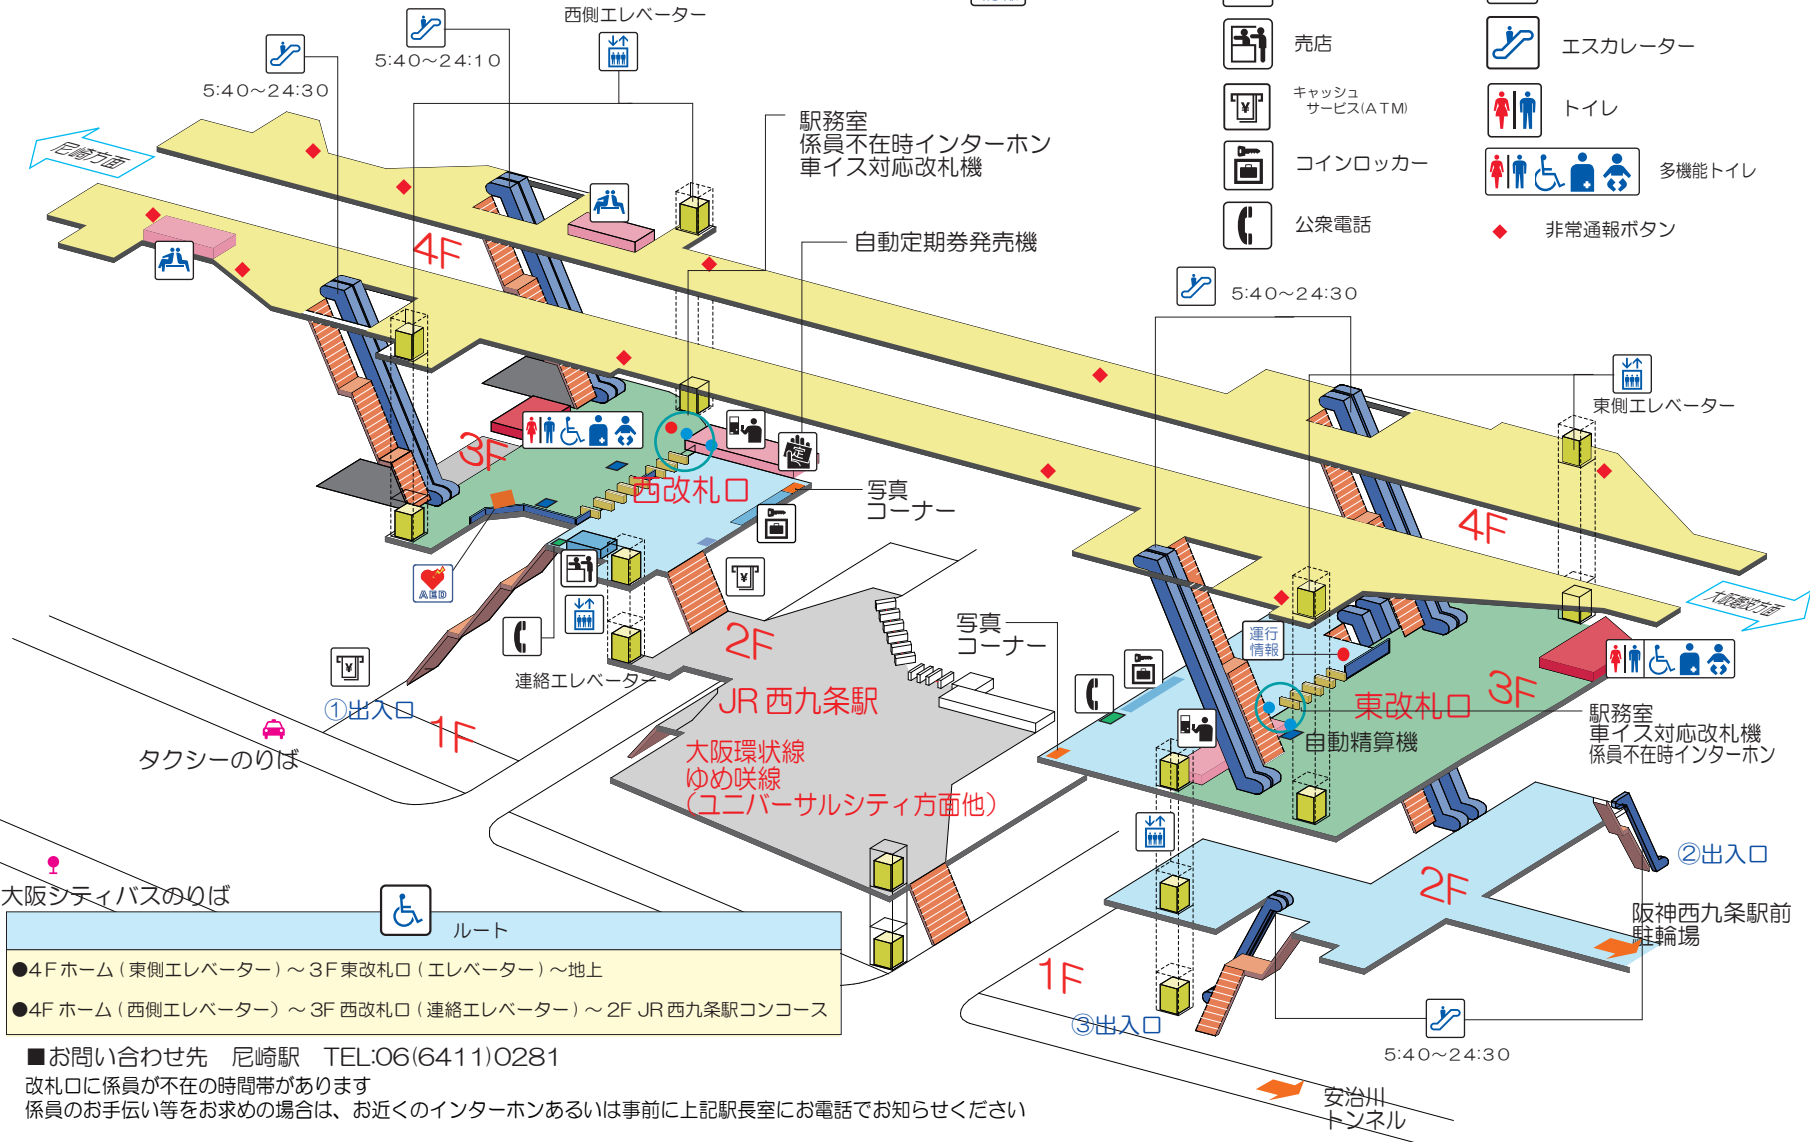 西側エレベーター
5:40～24:10
5:40～24:30
売店
エスカレーター
キャッシュ
サービス(ATM)
トイレ
コインロッカー
多機能トイレ
公衆電話
非常通報ボタン
駅務室
係員不在時インターホン
車イス対応改札機
自動定期券発売機
尼崎方面
4F
5:40～24:30
東側エレベーター
3F
西改札口
定
写真
コーナー
4F
AED
大阪難波方面
2F
写真
コーナー
運行
情報
連絡エレベーター
①出入口
1F
JR 西九条駅
大阪環状線
ゆめ咲線
(ユニバーサルシティ方面他)
3F
東改札口
自動精算機
駅務室
車イス対応改札機
係員不在時インターホン
タクシーのりば
大阪シティバスのりば
②出入口
2F
阪神西九条駅前
駐輪場
1F
③出入口
5:40～24:30
安治川
トンネル
ルート
●4Fホーム(東側エレベーター)～3F東改札口(エレベーター)～地上
●4Fホーム(西側エレベーター)～3F西改札口(連絡エレベーター)～2F JR西九条駅コンコース
■お問い合わせ先　尼崎駅　TEL:06(6411)0281
改札口に係員が不在の時間帯があります
係員のお手伝い等をお求めの場合は、お近くのインターホンあるいは事前に上記駅長室にお電話でお知らせください